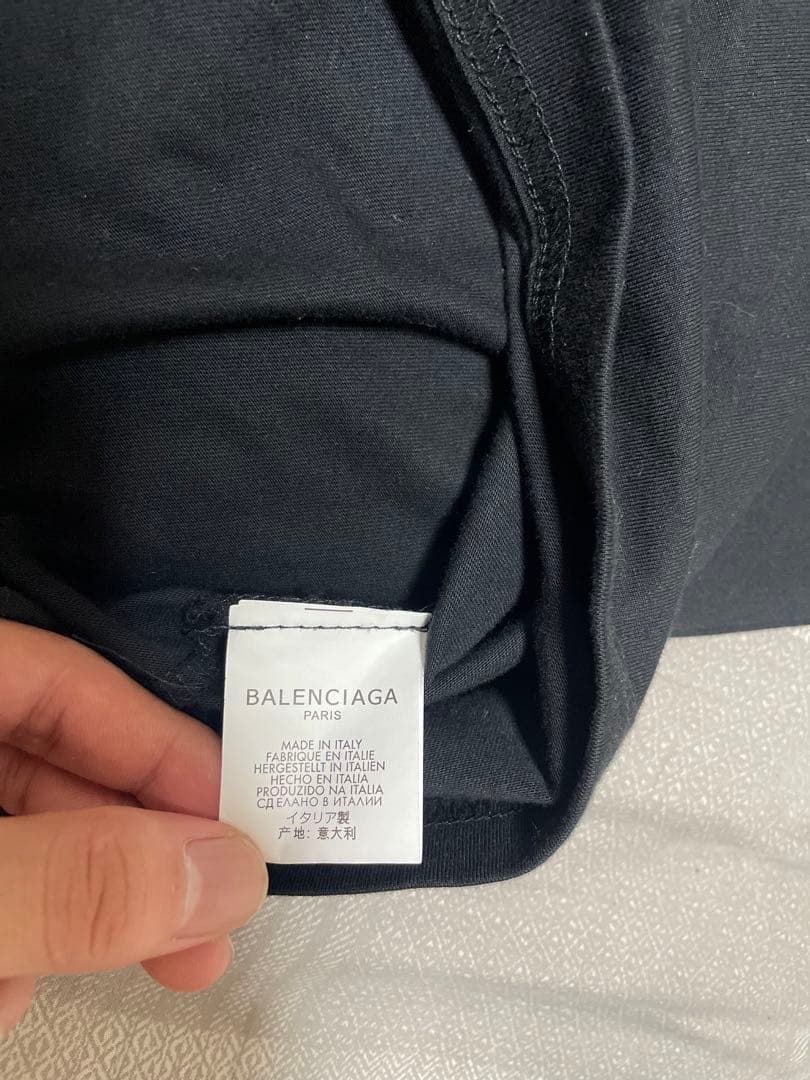 BALENCIAGA
PARIS
MADE IN ITALY
FABRIQUE EN ITALIE
HERGESTELLT IN ITALIEN
HECHO EN ITALIA
PRODUZIDO NA ITALIA
СДЕЛАНО В ИТАЛИИ
イタリア製
产地: 意大利